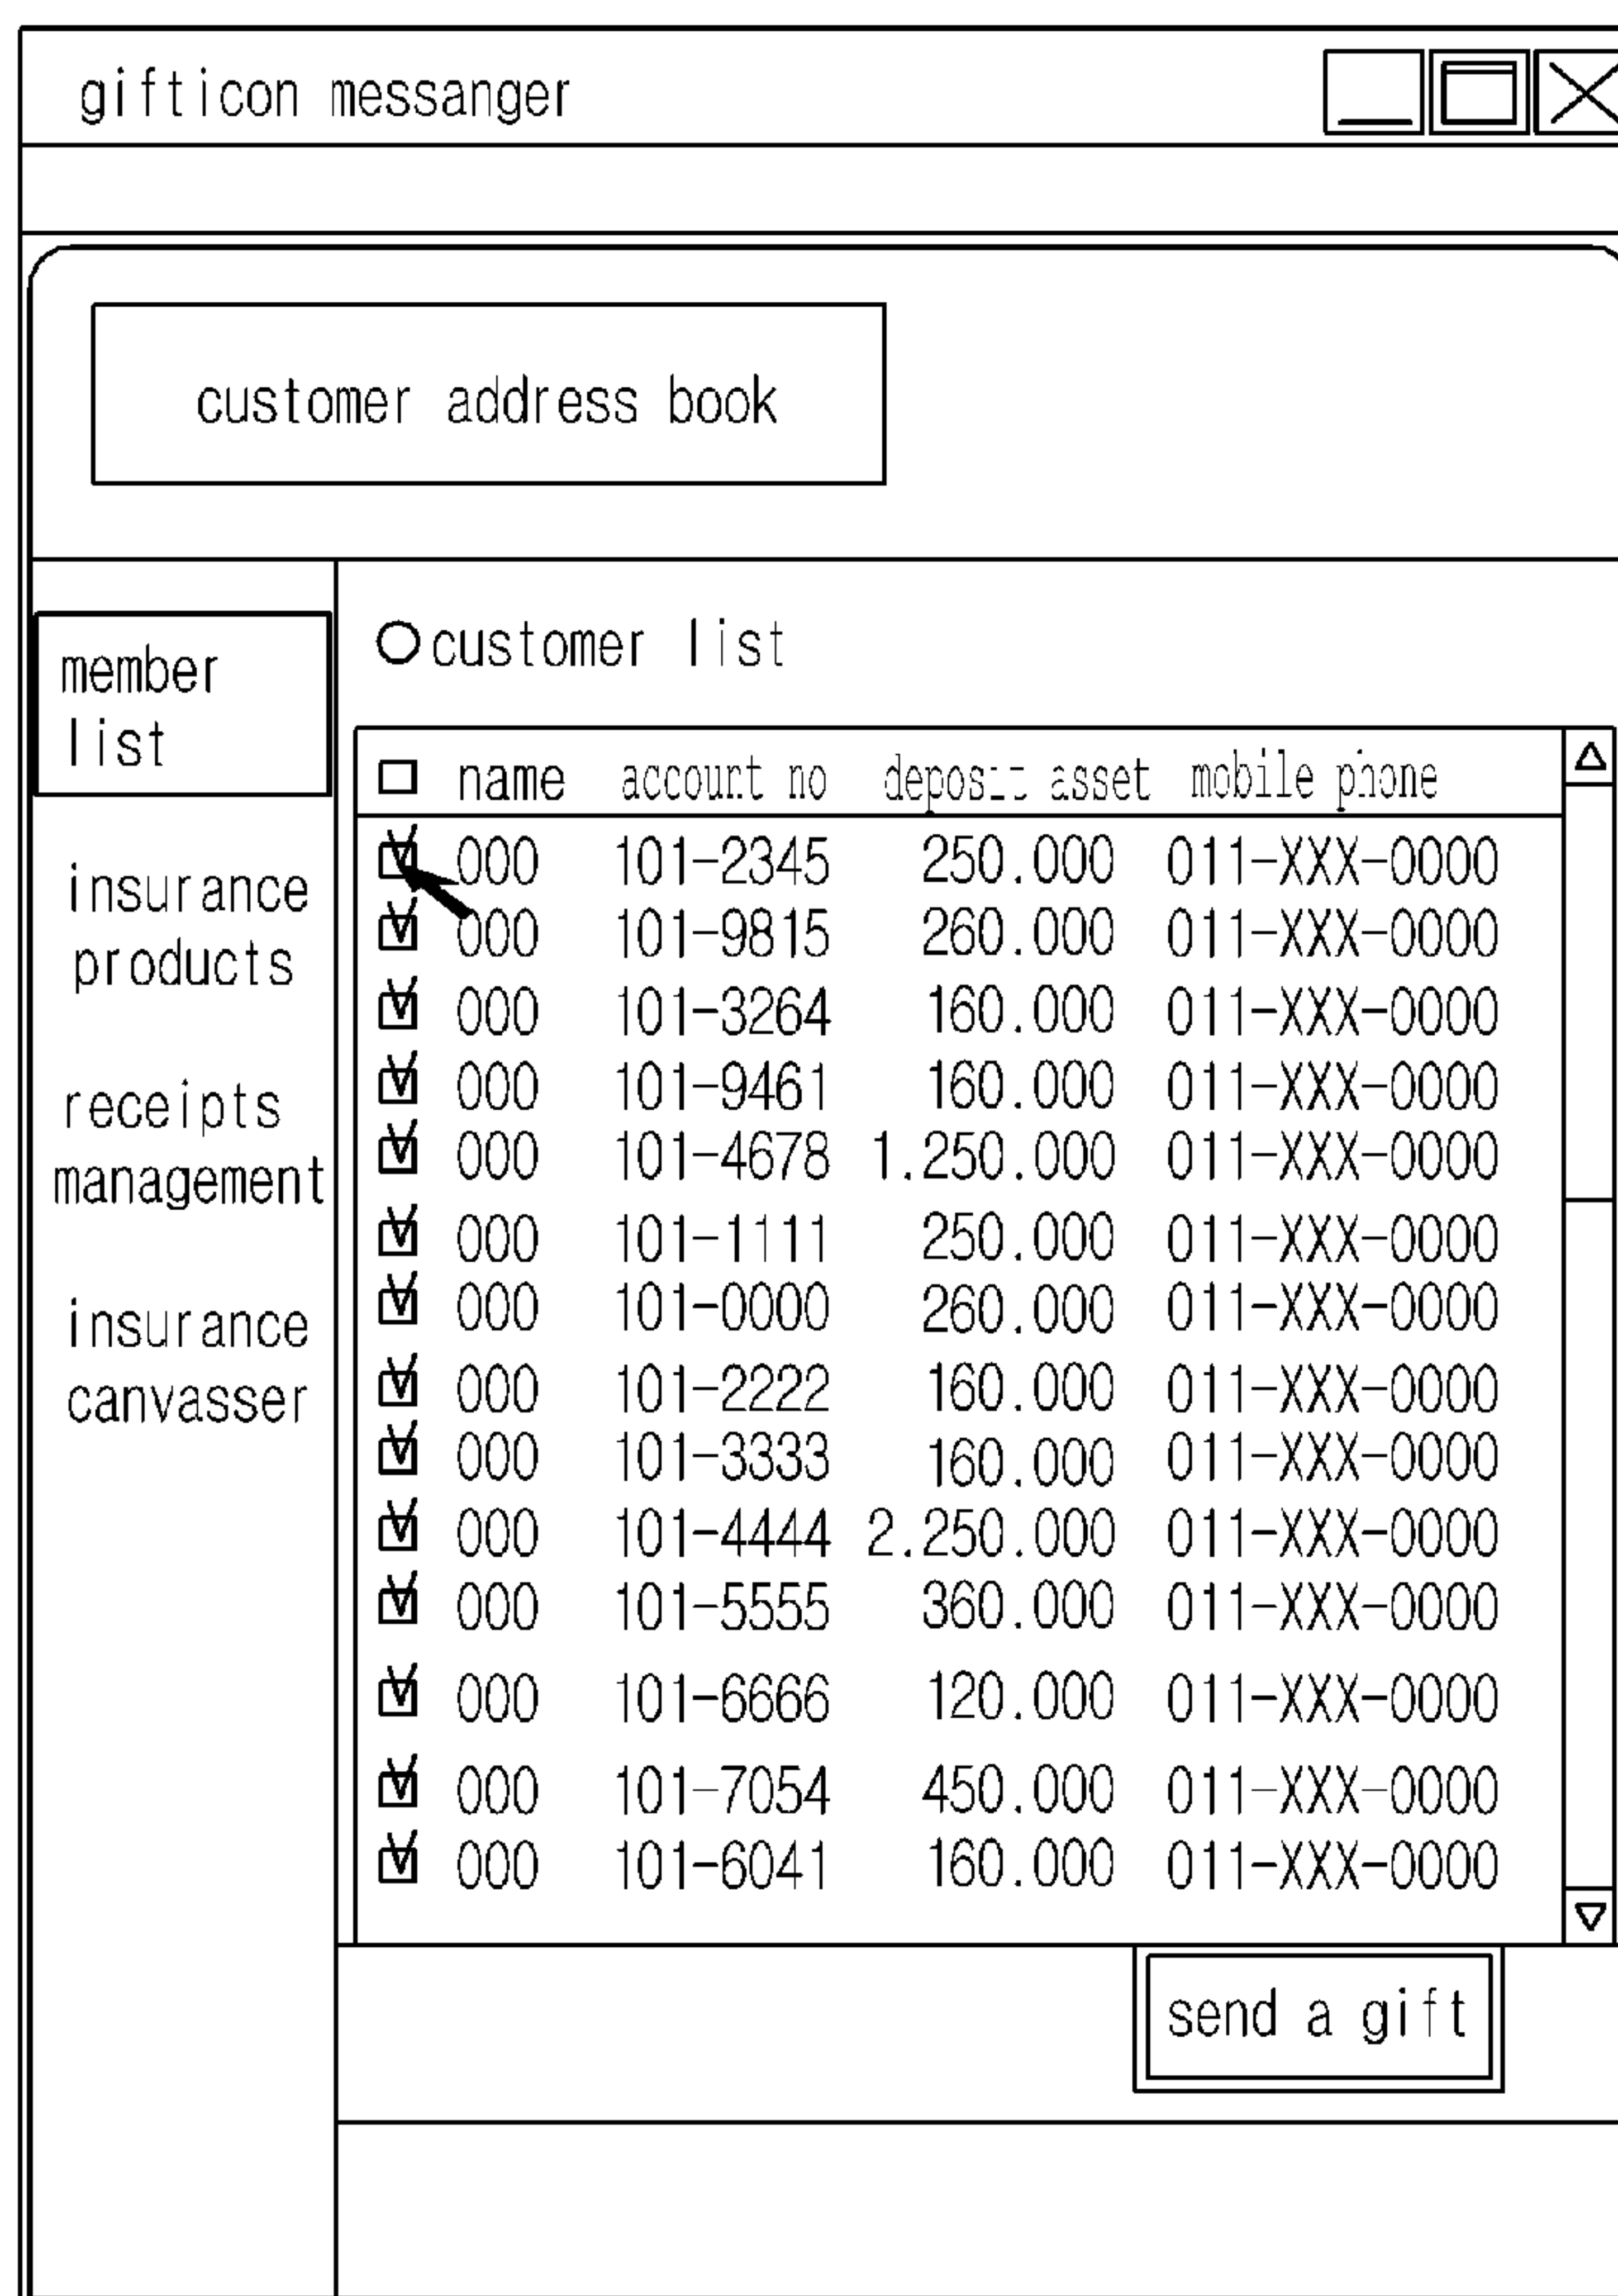 gifticon messanger
customer address book
member
list
insurance
products
receipts
management
insurance
canvasser
customer list
name account no deposit asset mobile phone
000 101-2345 250.000 011-XXX-0000
000 101-9815 260.000 011-XXX-0000
000 101-3264 160.000 011-XXX-0000
000 101-9461 160.000 011-XXX-0000
000 101-4678 1.250.000 011-XXX-0000
000 101-1111 250.000 011-XXX-0000
000 101-0000 260.000 011-XXX-0000
000 101-2222 160.000 011-XXX-0000
000 101-3333 160.000 011-XXX-0000
000 101-4444 2.250.000 011-XXX-0000
000 101-5555 360.000 011-XXX-0000
000 101-6666 120.000 011-XXX-0000
000 101-7054 450.000 011-XXX-0000
000 101-6041 160.000 011-XXX-0000
send a gift